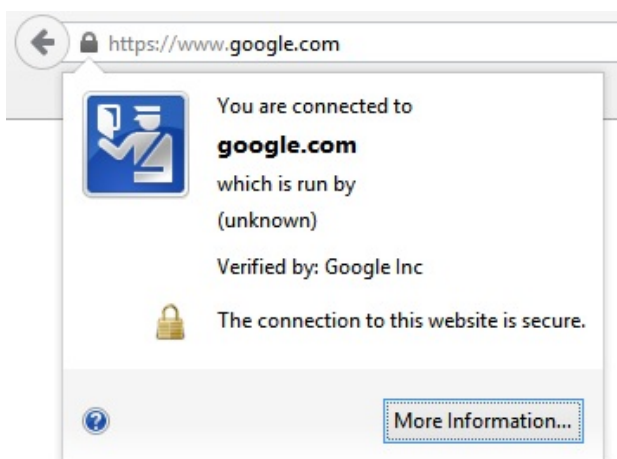 https://www.google.com
You are connected to
google.com
which is run by
(unknown)
Verified by: Google Inc
The connection to this website is secure.
?
More Information...